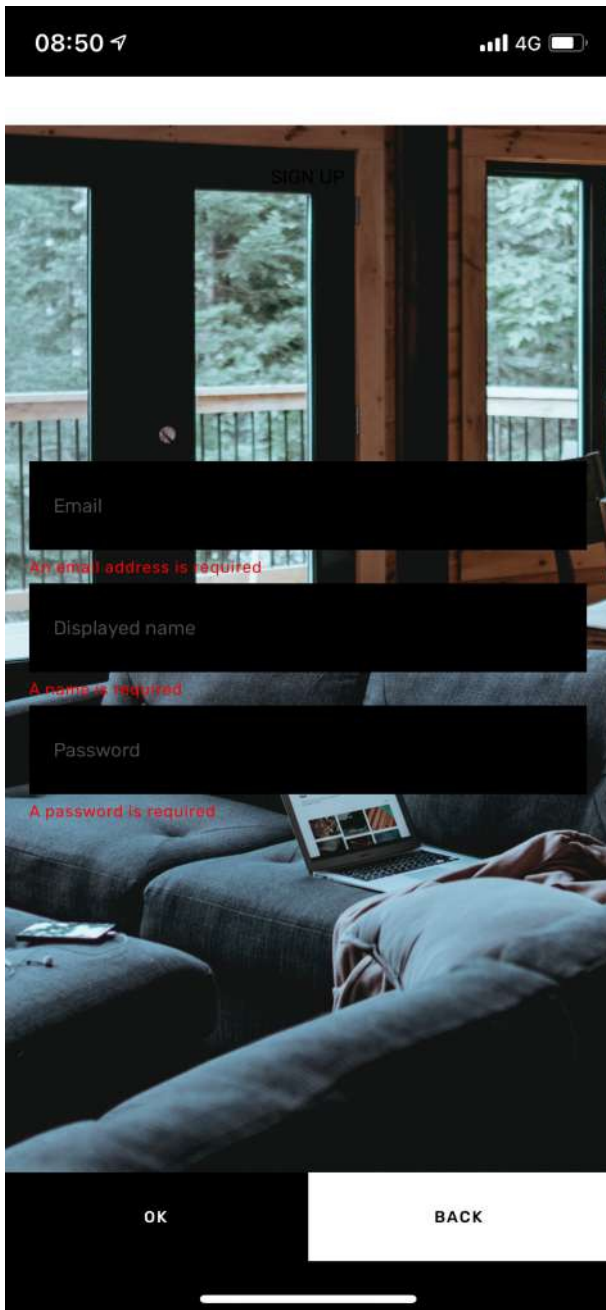 08:50
4G
SIGN UP
Email
An email address is required
Displayed name
A name is required
Password
A password is required
OK
BACK